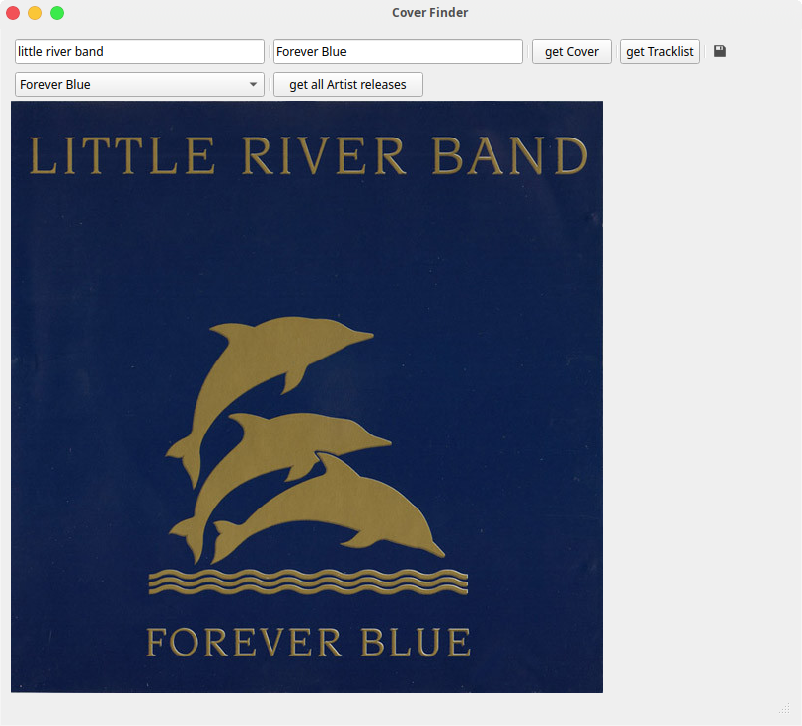 Cover Finder
little river band Forever Blue get Cover get Tracklist
Forever Blue get all Artist releases
LITTLE RIVER BAND
FOREVER BLUE